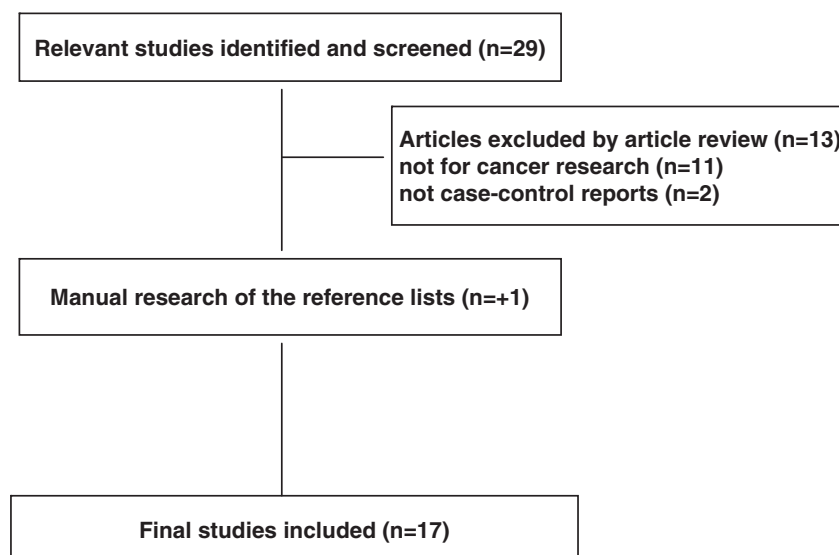 Relevant studies identified and screened (n=29)
Articles excluded by article review (n=13)
not for cancer research (n=11)
not case-control reports (n=2)
Manual research of the reference lists (n=+1)
Final studies included (n=17)